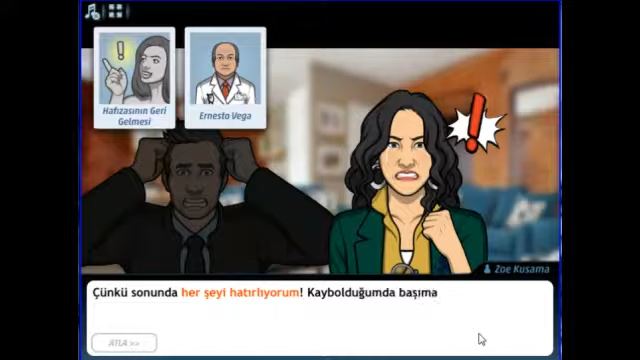 Hafızasının Geri
Gelmesi
Ernesto Vega
Zoe Kusama
Çünkü sonunda her şeyi hatırlıyorum! Kaybolduğumda başıma
ATLA >>